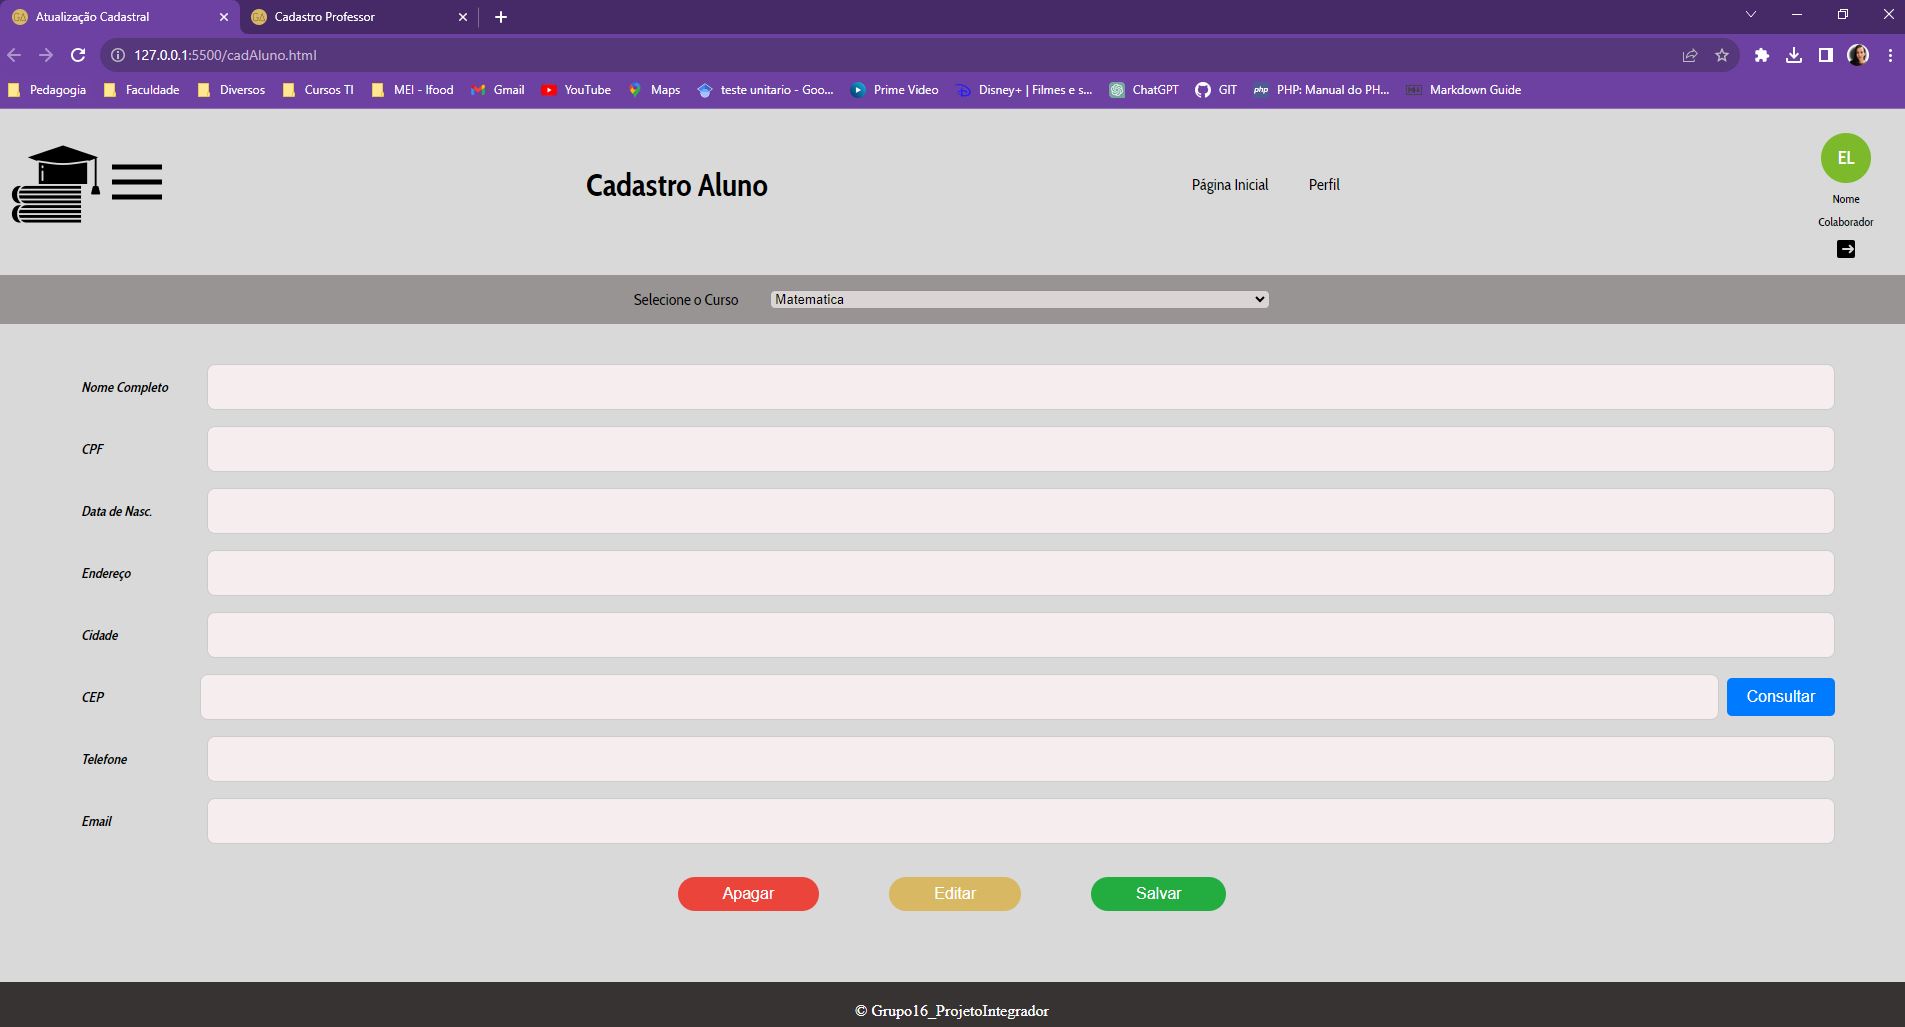 Atualização Cadastral
Cadastro Professor
127.0.0.1:5500/cadAluno.html
Pedagogia Faculdade Diversos Cursos TI MEI - Ifood Gmail YouTube Maps teste unitario - Goo... Prime Video Disney+ | Filmes e s... ChatGPT GIT php PHP: Manual do PH... Markdown Guide
Cadastro Aluno
Página Inicial Perfil
EL
Nome
Colaborador
Selecione o Curso Matematica
Nome Completo
CPF
Data de Nasc.
Endereço
Cidade
CEP Consultar
Telefone
Email
Apagar Editar Salvar
© Grupo16_ProjetoIntegrador